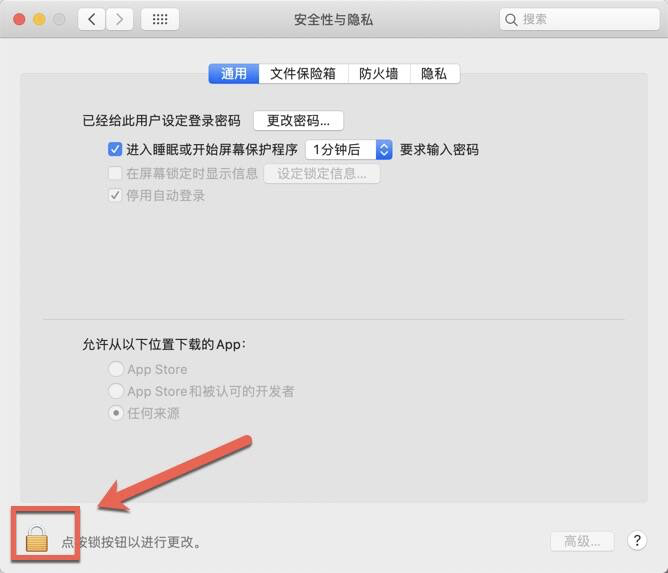 安全性与隐私
搜索
通用 文件保险箱 防火墙 隐私
已经给此用户设定登录密码 更改密码...
进入睡眠或开始屏幕保护程序 1分钟后 要求输入密码
在屏幕锁定时显示信息 设定锁定信息...
停用自动登录
允许从以下位置下载的App：
App Store
App Store和被认可的开发者
任何来源
点按锁按钮以进行更改。
高级... ?